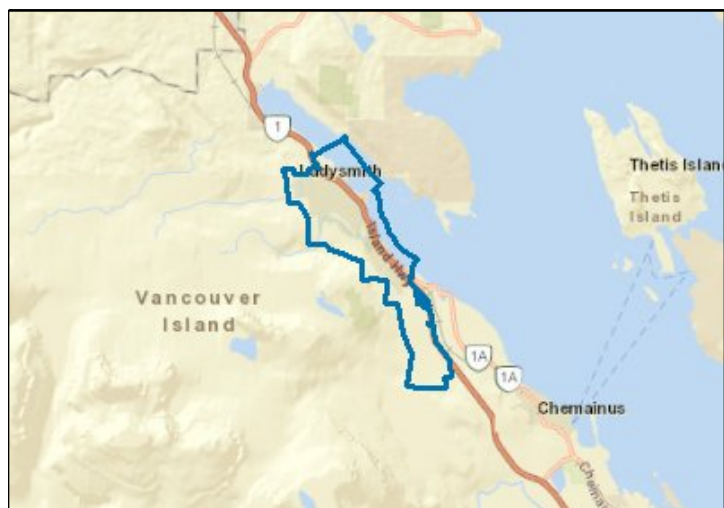 1
Ladysmith
Thetis Island
Thetis
Island
Island Hwy
Vancouver
Island
1A
1A
Chemainus